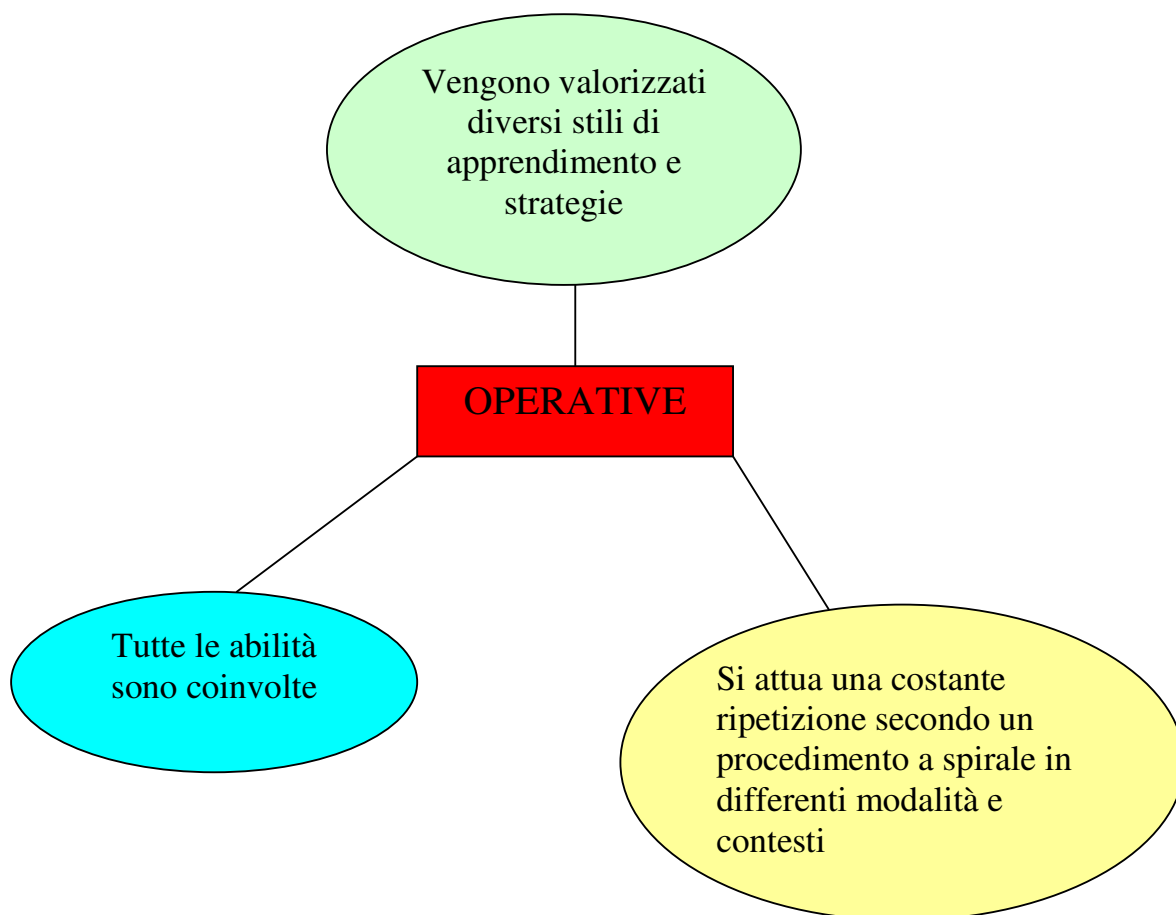 Vengono valorizzati
diversi stili di
apprendimento e
strategie
OPERATIVE
Tutte le abilità
sono coinvolte
Si attua una costante
ripetizione secondo un
procedimento a spirale in
differenti modalità e
contesti